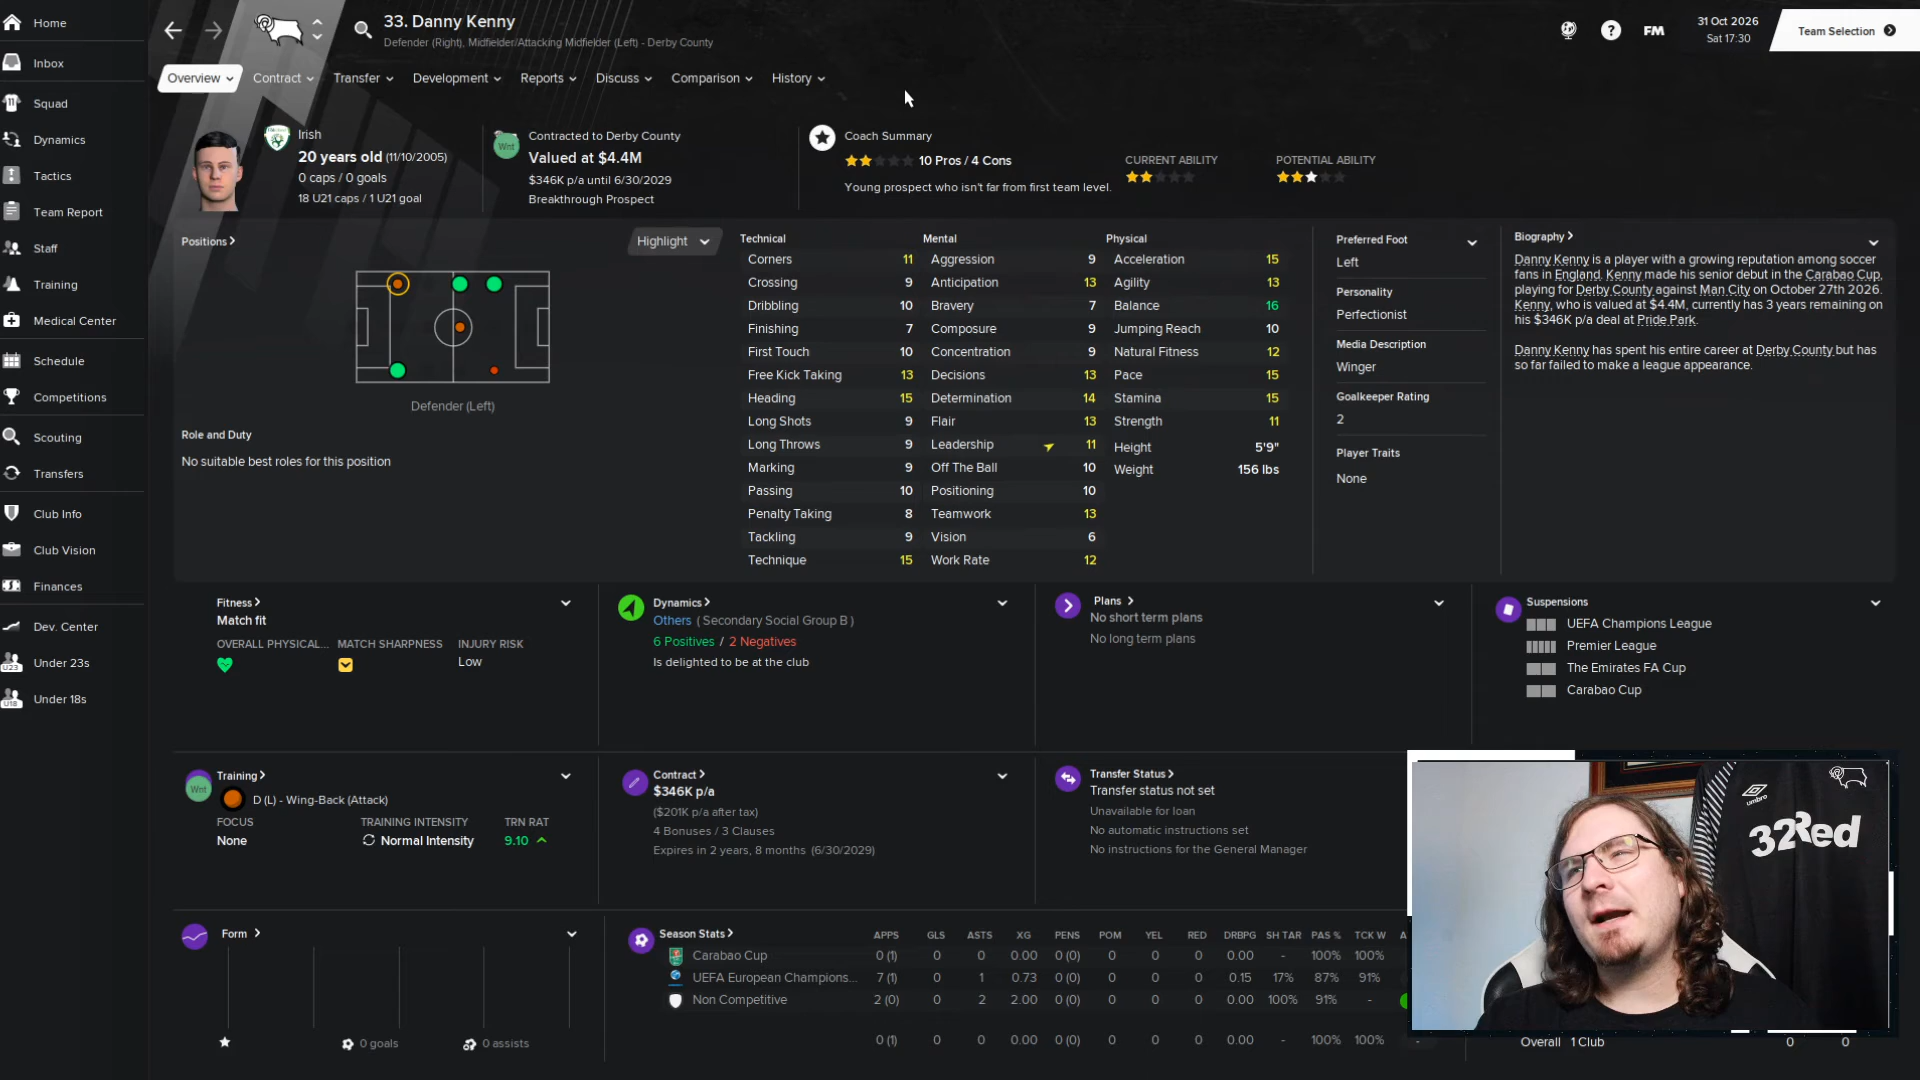 Home
Inbox
Squad
Dynamics
Tactics
Team Report
Staff
Training
Medical Center
Schedule
Competitions
Scouting
Transfers
Club Info
Club Vision
Finances
Dev. Center
U23 Under 23s
U18 Under 18s
33. Danny Kenny
Defender (Right), Midfielder/Attacking Midfielder (Left) - Derby County
? FM
31 Oct 2026
Sat 17:30
Team Selection
Overview Contract Transfer Development Reports Discuss Comparison History
Irish
20 years old (11/10/2005)
0 caps / 0 goals
18 U21 caps / 1 U21 goal
Wnt
Contracted to Derby County
Valued at $4.4M
$346K p/a until 6/30/2029
Breakthrough Prospect
Coach Summary
10 Pros / 4 Cons
Young prospect who isn't far from first team level.
CURRENT ABILITY
POTENTIAL ABILITY
Positions
Highlight
Defender (Left)
Role and Duty
No suitable best roles for this position
Technical
Corners 11
Crossing 9
Dribbling 10
Finishing 7
First Touch 10
Free Kick Taking 13
Heading 15
Long Shots 9
Long Throws 9
Marking 9
Passing 10
Penalty Taking 8
Tackling 9
Technique 15
Mental
Aggression 9
Anticipation 13
Bravery 7
Composure 9
Concentration 9
Decisions 13
Determination 14
Flair 13
Leadership 11
Off The Ball 10
Positioning 10
Teamwork 13
Vision 6
Work Rate 12
Physical
Acceleration 15
Agility 13
Balance 16
Jumping Reach 10
Natural Fitness 12
Pace 15
Stamina 15
Strength 11
Height 5'9"
Weight 156 lbs
Preferred Foot
Left
Personality
Perfectionist
Media Description
Winger
Goalkeeper Rating
2
Player Traits
None
Biography
Danny Kenny is a player with a growing reputation among soccer
fans in England. Kenny made his senior debut in the Carabao Cup,
playing for Derby County against Man City on October 27th 2026.
Kenny, who is valued at $4.4M, currently has 3 years remaining on
his $346K p/a deal at Pride Park.
Danny Kenny has spent his entire career at Derby County but has
so far failed to make a league appearance.
Fitness
Match fit
OVERALL PHYSICAL... MATCH SHARPNESS INJURY RISK
Low
Dynamics
Others ( Secondary Social Group B )
6 Positives / 2 Negatives
Is delighted to be at the club
Plans
No short term plans
No long term plans
Suspensions
UEFA Champions League
Premier League
The Emirates FA Cup
Carabao Cup
Training
Wnt
D (L) - Wing-Back (Attack)
FOCUS TRAINING INTENSITY TRN RAT
None Normal Intensity 9.10
Contract
$346K p/a
($201K p/a after tax)
4 Bonuses / 3 Clauses
Expires in 2 years, 8 months (6/30/2029)
Transfer Status
Transfer status not set
Unavailable for loan
No automatic instructions set
No instructions for the General Manager
Form
0 goals 0 assists
Season Stats APPS GLS ASTS XG PENS POM YEL RED DRBPG SH TAR PAS % TCK W A
Carabao Cup 0 (1) 0 0 0.00 0 (0) 0 0 0 0.00 - 100% 100%
UEFA European Champions... 7 (1) 0 1 0.73 0 (0) 0 0 0 0.15 17% 87% 91%
Non Competitive 2 (0) 0 2 2.00 0 (0) 0 0 0 0.00 100% 91% -
0 (1) 0 0 0.00 0 (0) 0 0 0 0.00 - 100% 100% -
umbro
32Red
Overall 1 Club 0 0